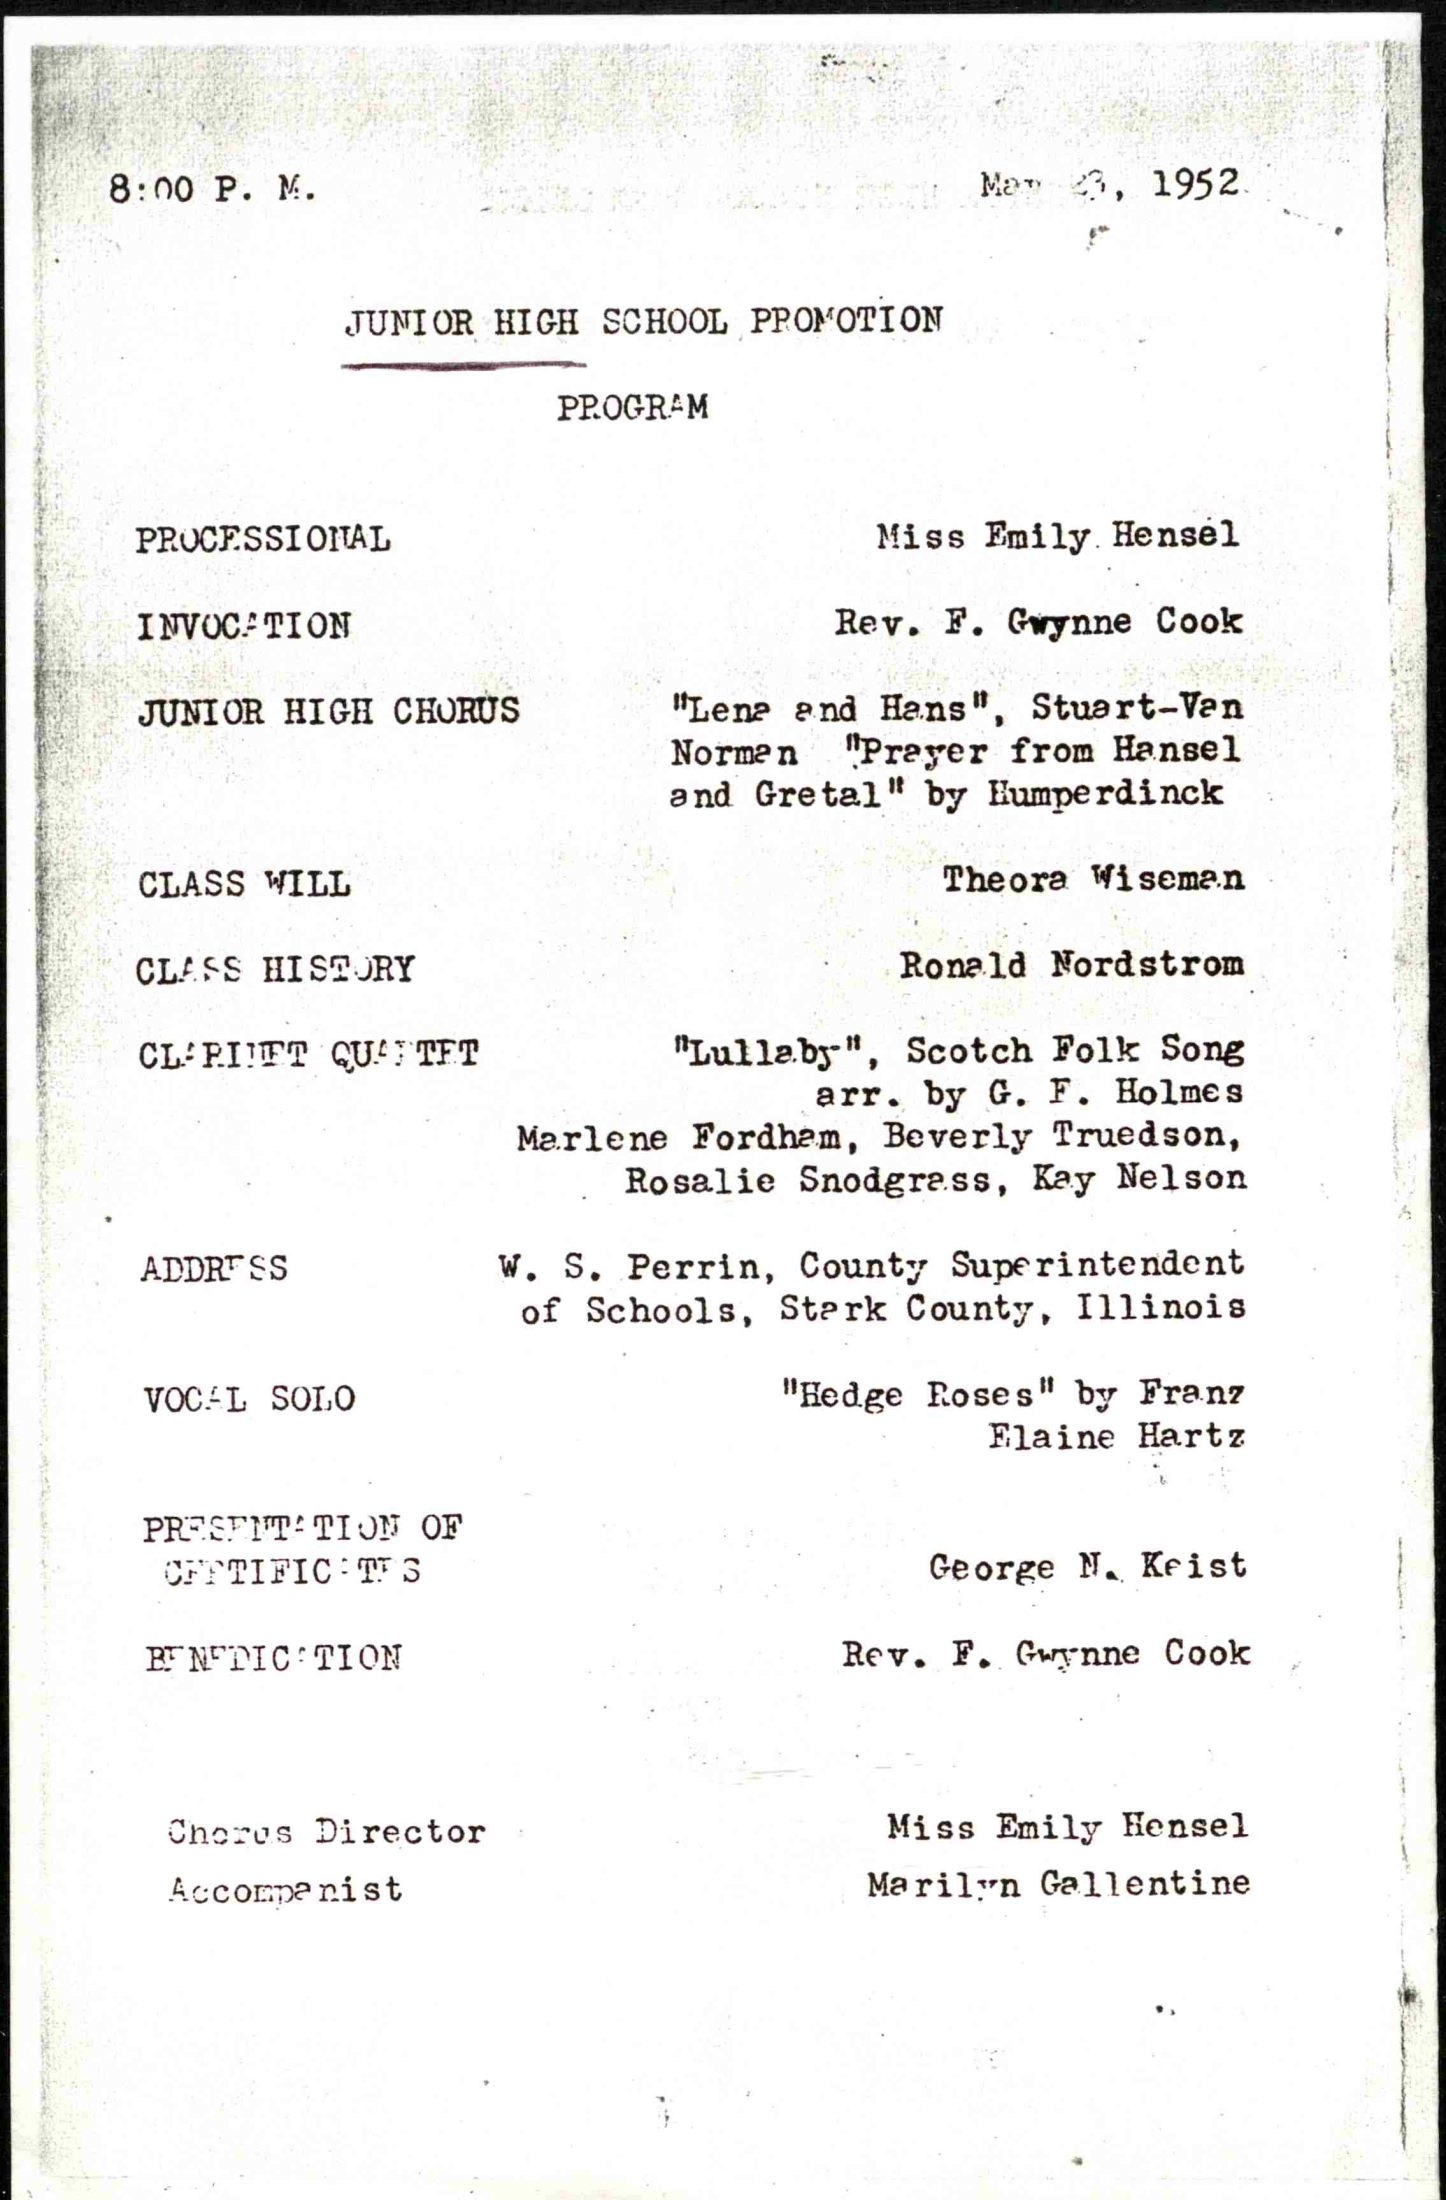 8:00 P. M. May 23, 1952
JUNIOR HIGH SCHOOL PROMOTION
PROGRAM
PROCESSIONAL Miss Emily Hensel
INVOCATION Rev. F. Gwynne Cook
JUNIOR HIGH CHORUS "Lena and Hans", Stuart-Van
Norman "Prayer from Hansel
and Gretal" by Humperdinck
CLASS WILL Theora Wiseman
CLASS HISTORY Ronald Nordstrom
CLARINET QUARTET "Lullaby", Scotch Folk Song
arr. by G. F. Holmes
Marlene Fordham, Beverly Truedson,
Rosalie Snodgrass, Kay Nelson
ADDRESS W. S. Perrin, County Superintendent
of Schools, Stark County, Illinois
VOCAL SOLO "Hedge Roses" by Franz
Elaine Hartz
PRESENTATION OF
CERTIFICATES George N. Keist
BENEDICATION Rev. F. Gwynne Cook
Chorus Director Miss Emily Hensel
Accompanist Marilyn Gallentine